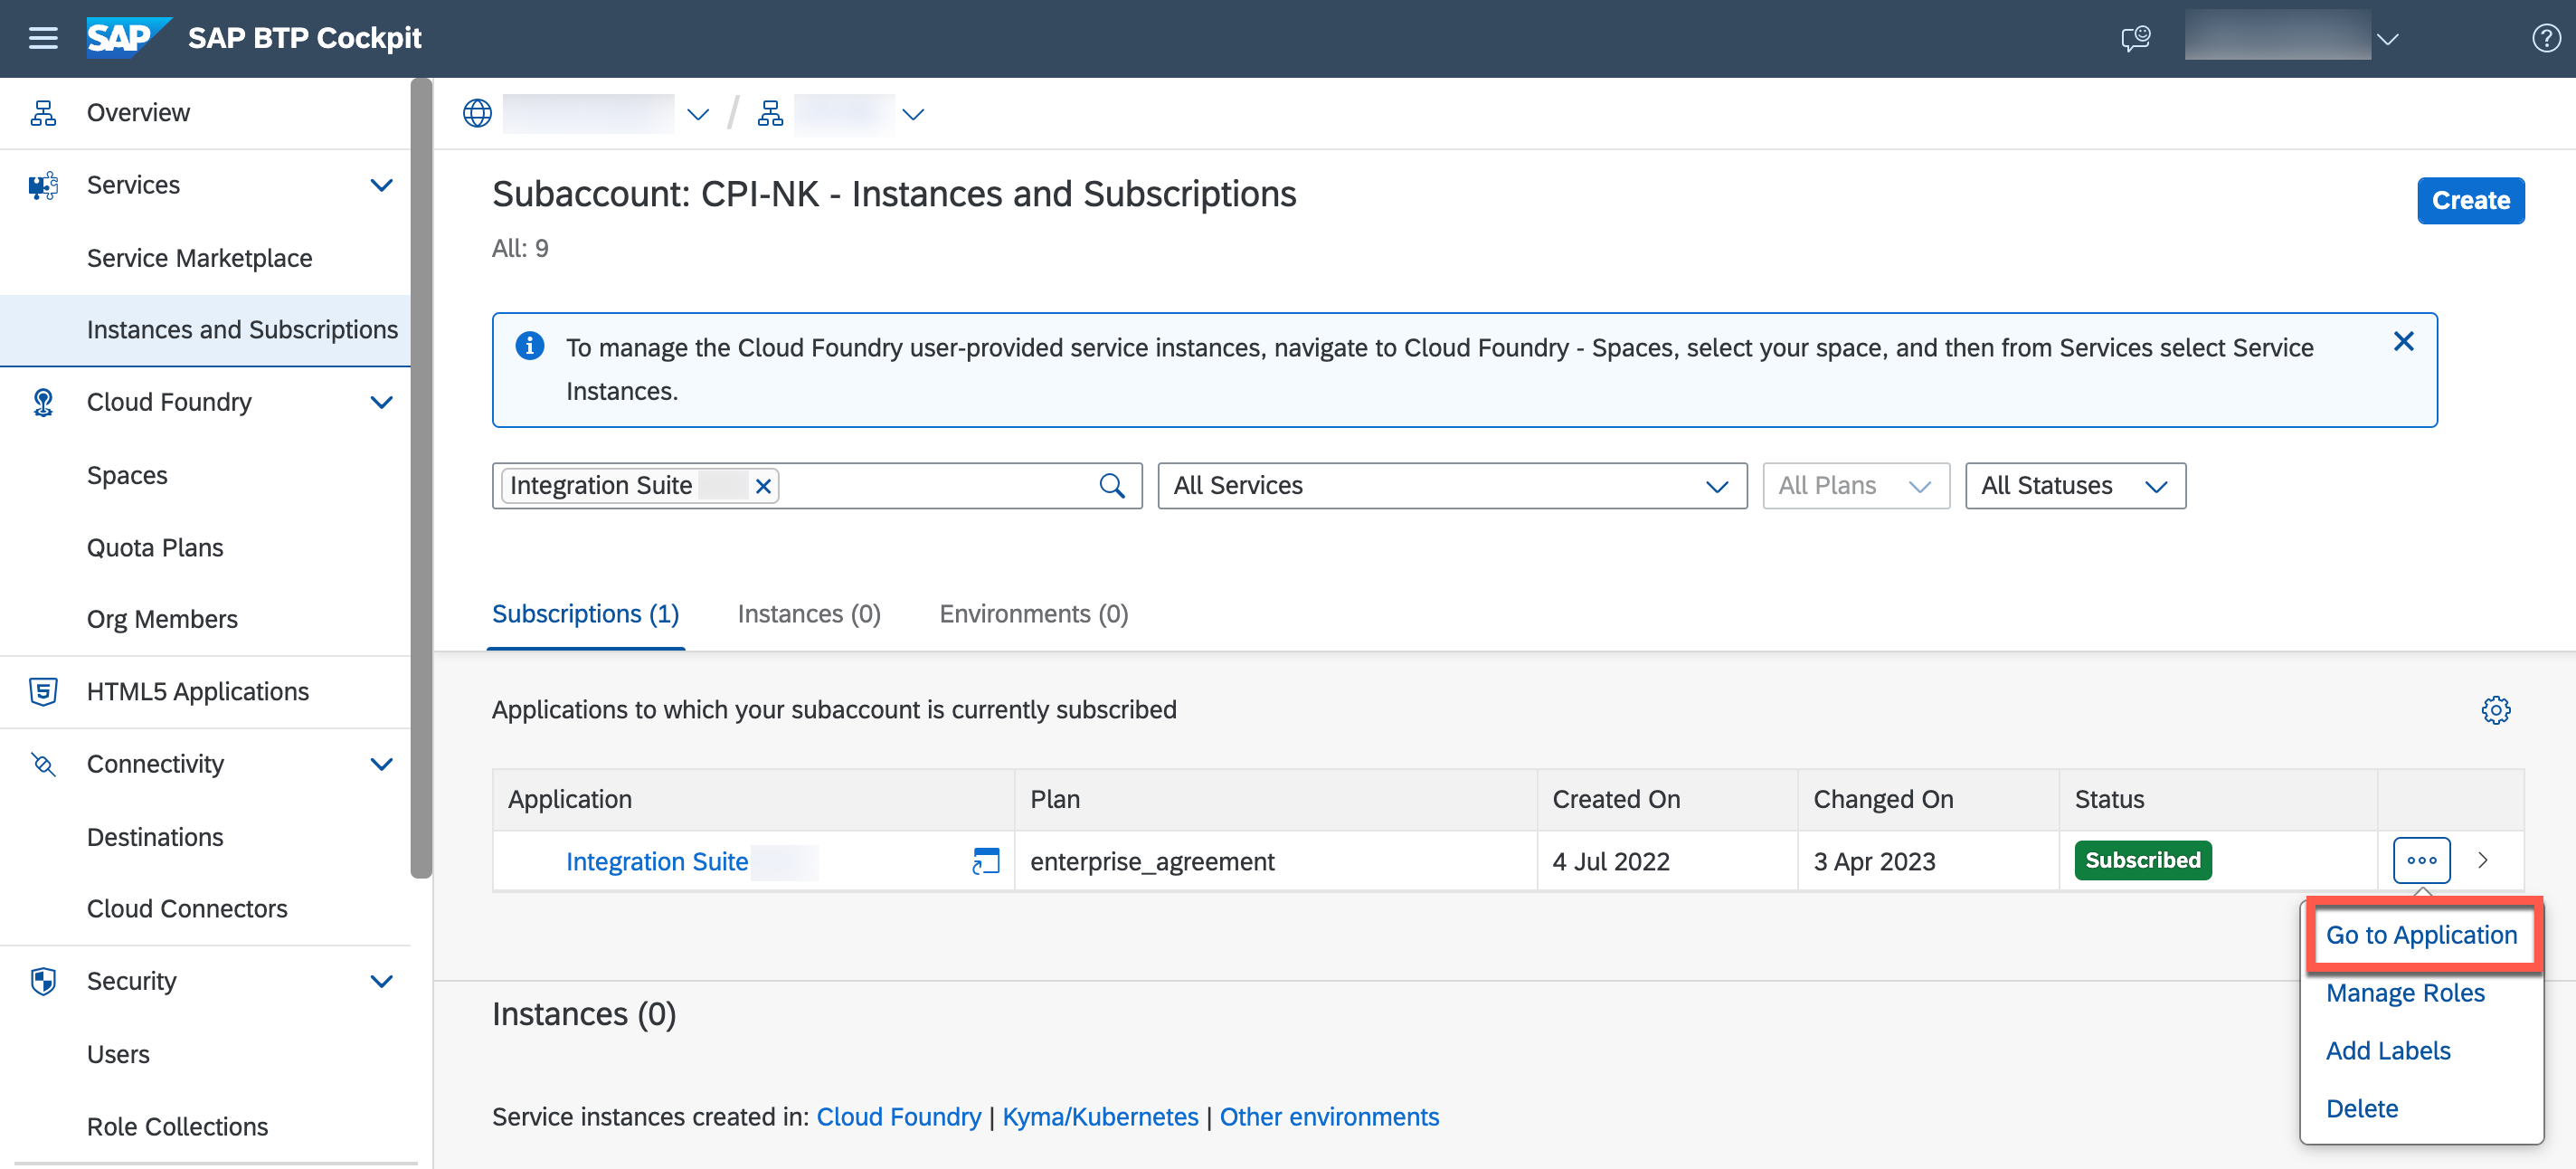 SAP SAP BTP Cockpit
Overview
Services
Service Marketplace
Instances and Subscriptions
Cloud Foundry
Spaces
Quota Plans
Org Members
HTML5 Applications
Connectivity
Destinations
Cloud Connectors
Security
Users
Role Collections
/
Subaccount: CPI-NK - Instances and Subscriptions
Create
All: 9
To manage the Cloud Foundry user-provided service instances, navigate to Cloud Foundry - Spaces, select your space, and then from Services select Service
Instances.
Integration Suite
All Services
All Plans
All Statuses
Subscriptions (1) Instances (0) Environments (0)
Applications to which your subaccount is currently subscribed
Application Plan Created On Changed On Status
Integration Suite enterprise_agreement 4 Jul 2022 3 Apr 2023 Subscribed
Go to Application
Manage Roles
Add Labels
Delete
Instances (0)
Service instances created in: Cloud Foundry | Kyma/Kubernetes | Other environments